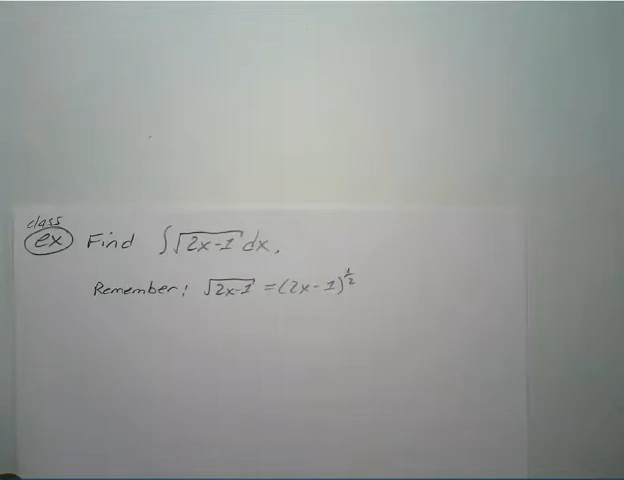 class
ex Find ∫√2x-1 dx.
Remember: √2x-1 = (2x-1)^1/2